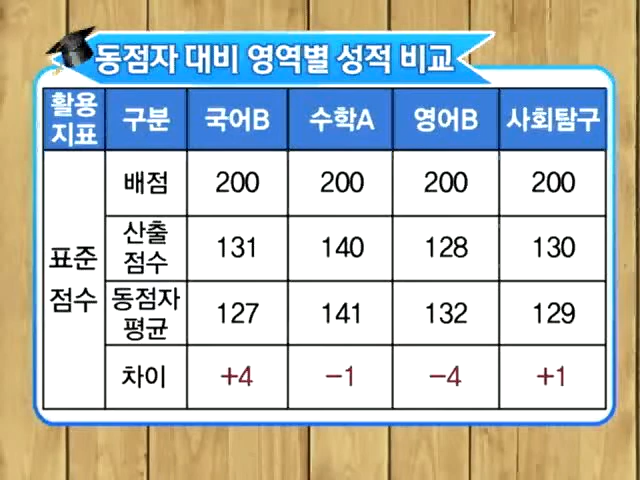 동점자 대비 영역별 성적 비교
활용지표 구분 국어B 수학A 영어B 사회탐구
표준점수 배점 200 200 200 200
산출점수 131 140 128 130
동점자평균 127 141 132 129
차이 +4 -1 -4 +1